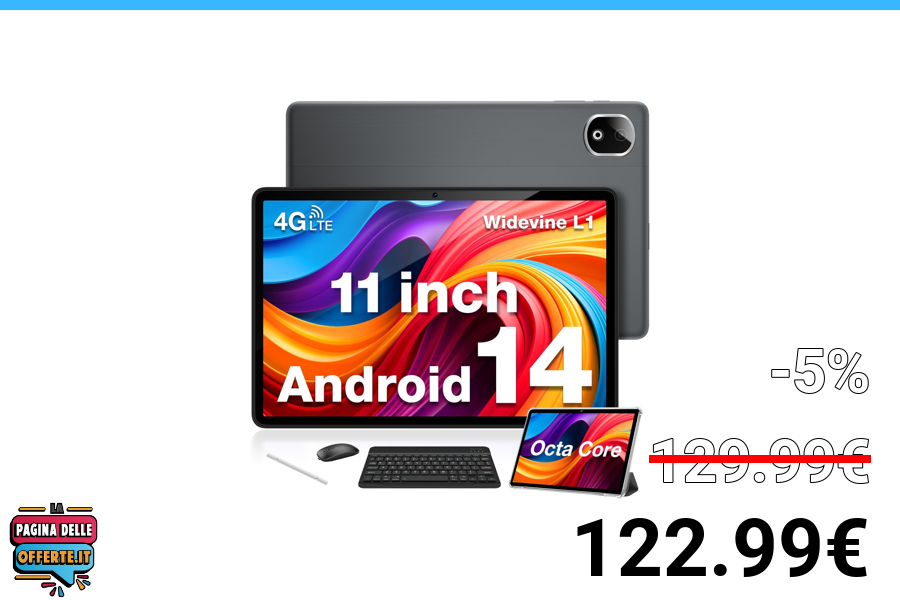 4G LTE
Widevine L1
11 inch
Android 14
Octa Core
-5%
129.99€
122.99€
LA
PAGINA DELLE
OFFERTE.IT